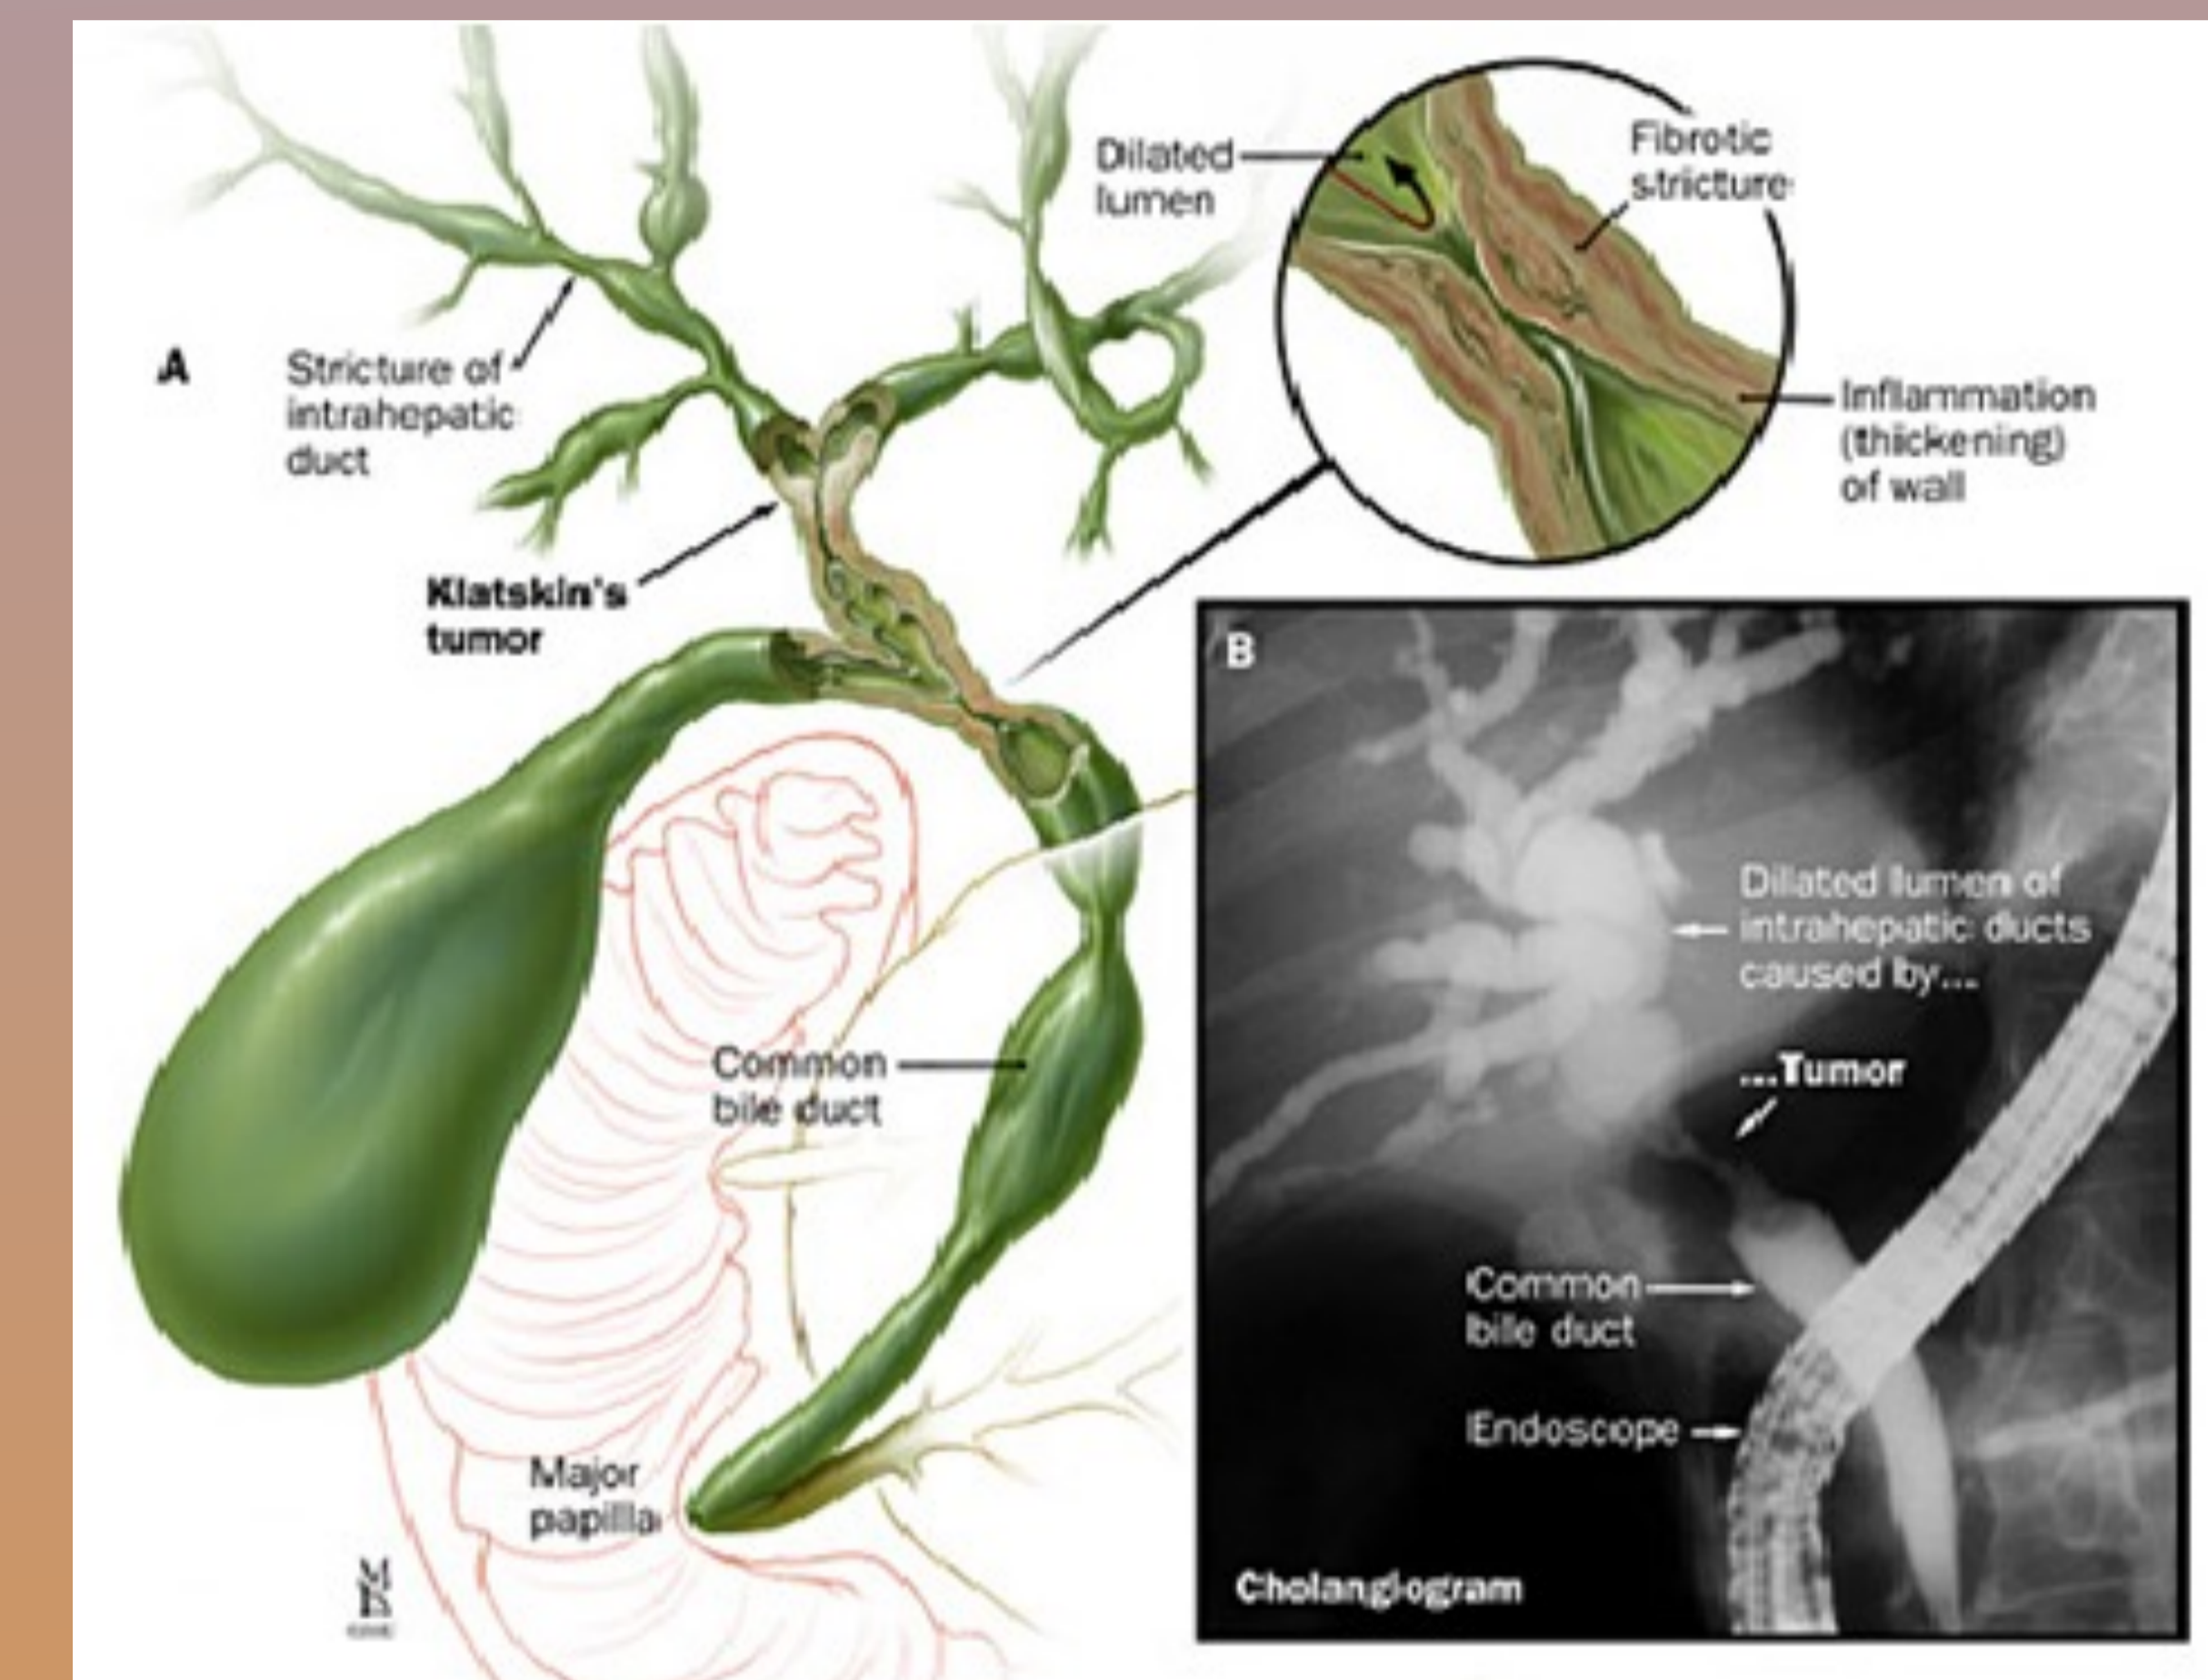 A
Stricture of
intrahepatic
duct
Klatskin's
tumor
Dilated
lumen
Fibrotic
stricture
Inflammation
(thickening)
of wall
Common
bile duct
Major
papilla
B
Dilated lumen of
intrahepatic ducts
caused by...
...Tumor
Common
bile duct
Endoscope
Cholangiogram